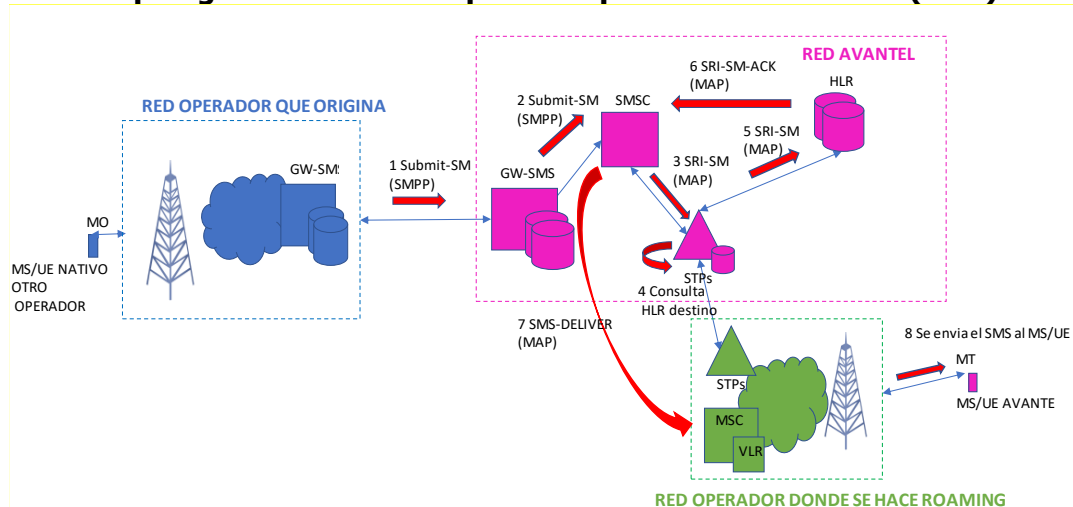 RED AVANTEL
6 SRI-SM-ACK
(MAP)
HLR
RED OPERADOR QUE ORIGINA
2 Submit-SM
(SMPP)
SMSC
5 SRI-SM
(MAP)
1 Submit-SM
(SMPP)
GW-SMS
GW-SMS
3 SRI-SM
(MAP)
MO
MS/UE NATIVO
OTRO
OPERADOR
STPs
4 Consulta
HLR destino
7 SMS-DELIVER
(MAP)
8 Se envia el SMS al MS/UE
MT
STPs
MS/UE AVANTE
MSC
VLR
RED OPERADOR DONDE SE HACE ROAMING